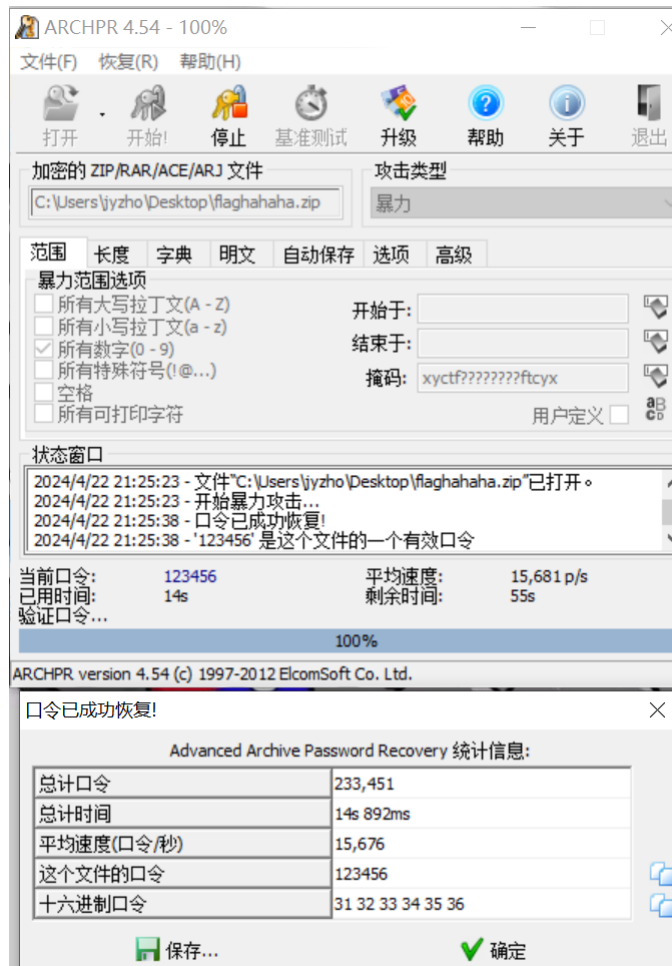 ARCHPR 4.54 - 100%
文件(F) 恢复(R) 帮助(H)
打开 开始! 停止 基准测试 升级 帮助 关于 退出
加密的 ZIP/RAR/ACE/ARJ 文件 攻击类型
C:\Users\jyzho\Desktop\flaghahaha.zip 暴力
范围 长度 字典 明文 自动保存 选项 高级
暴力范围选项
所有大写拉丁文(A - Z) 开始于:
所有小写拉丁文(a - z)
所有数字(0 - 9) 结束于:
所有特殊符号(!@...) 掩码: xyctf????????ftcyx
空格
所有可打印字符 用户定义
状态窗口
2024/4/22 21:25:23 - 文件"C:\Users\jyzho\Desktop\flaghahaha.zip"已打开。
2024/4/22 21:25:23 - 开始暴力攻击...
2024/4/22 21:25:38 - 口令已成功恢复!
2024/4/22 21:25:38 - '123456' 是这个文件的一个有效口令
当前口令: 123456 平均速度: 15,681 p/s
已用时间: 14s 剩余时间: 55s
验证口令...
100%
ARCHPR version 4.54 (c) 1997-2012 ElcomSoft Co. Ltd.
口令已成功恢复!
Advanced Archive Password Recovery 统计信息:
总计口令 233,451
总计时间 14s 892ms
平均速度(口令/秒) 15,676
这个文件的口令 123456
十六进制口令 31 32 33 34 35 36
保存... 确定